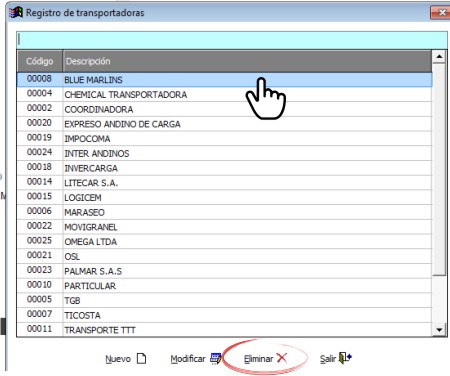 Registro de transportadoras
Código Descripción
00008 BLUE MARLINS
00004 CHEMICAL TRANSPORTADORA
00002 COORDINADORA
00020 EXPRESO ANDINO DE CARGA
00019 IMPOCOMA
00024 INTER ANDINOS
00018 INVERCARGA
00014 LITECAR S.A.
00015 LOGICEM
00006 MARASEO
00022 MOVIGRANEL
00025 OMEGA LTDA
00021 OSL
00023 PALMAR S.A.S
00010 PARTICULAR
00005 TGB
00007 TICOSTA
00011 TRANSPORTE TTT
Nuevo Modificar Eliminar Salir